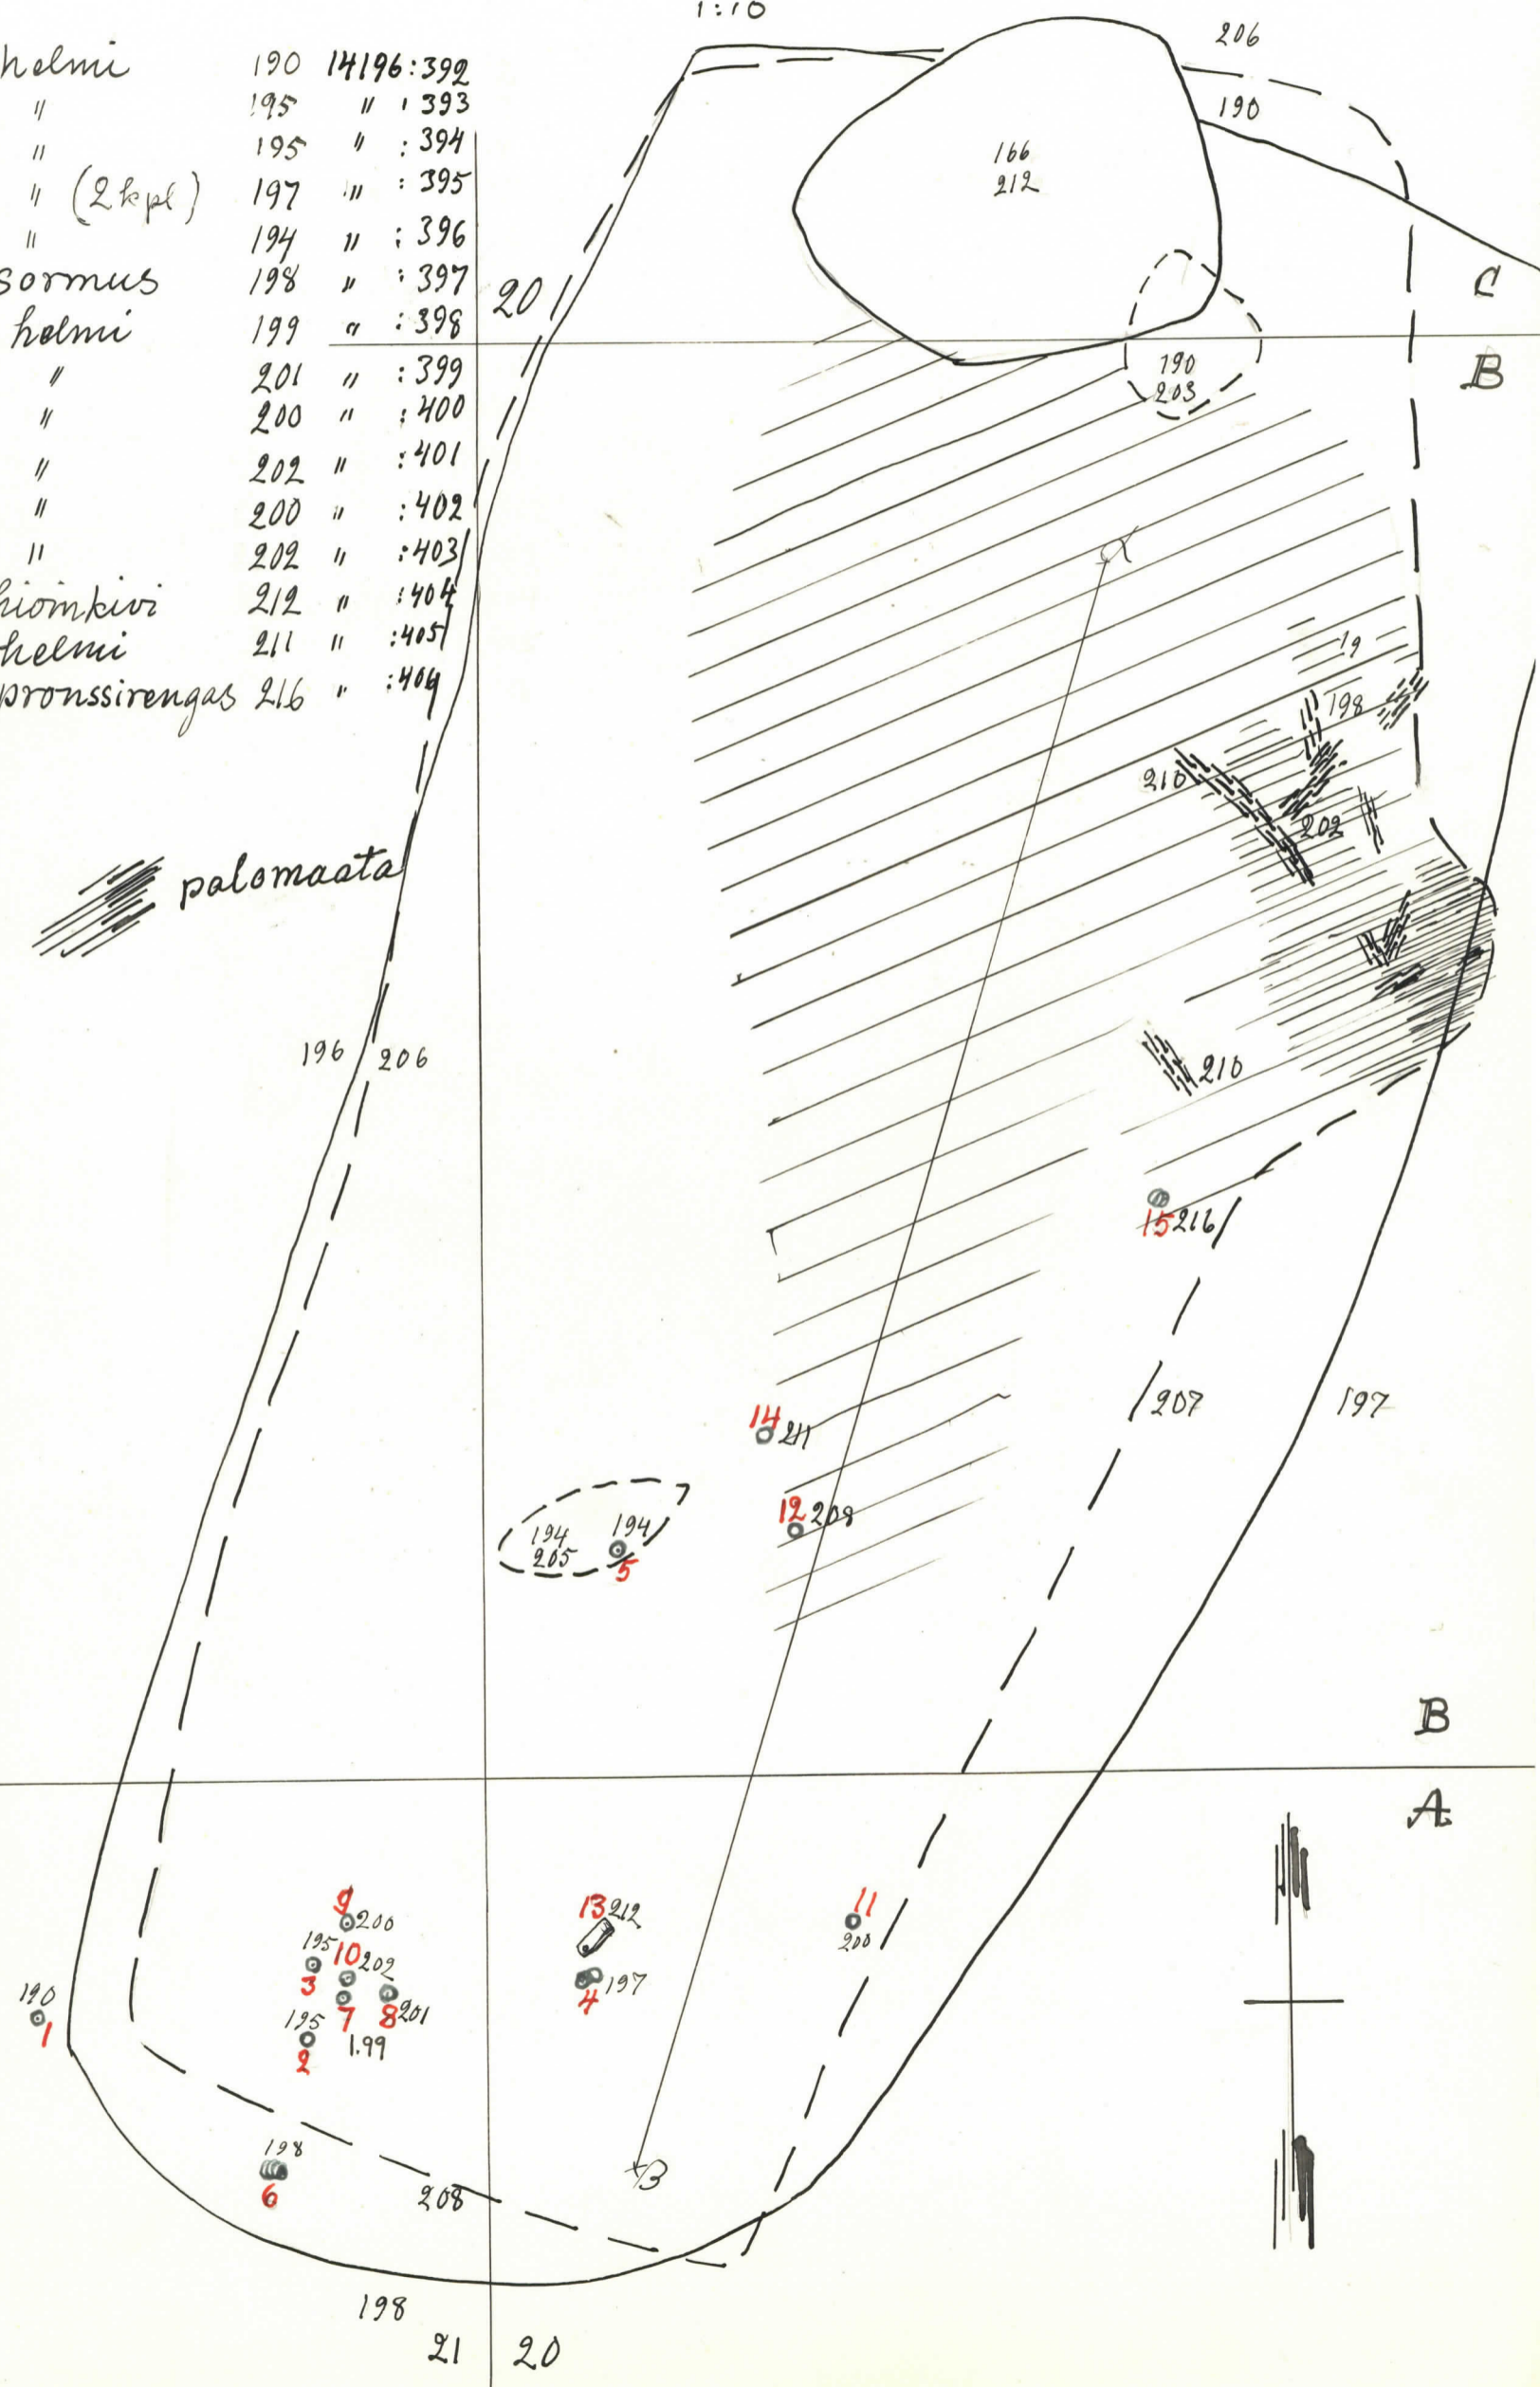 1:10
helmi 190 14196:392
" 195 " :393
" 195 " :394
" (2 kpl) 197 " :395
" 194 " :396
sormus 198 " :397
helmi 199 " :398
" 201 " :399
" 200 " :400
" 202 " :401
" 200 " :402
" 202 " :403
hioinkivi 212 " :404
helmi 211 " :405
pronssirengas 216 " :406
206
190
166
212
20
C
B
190
203
α
19
198
210
202
palomaata
196 206
210
15 216
207 197
14
211
12 208
194 194
205
5
B
A
9
200
13 212
11
200
195 10 202
3
4 197
190
1
7 8 201
195 1.99
2
198
6
208
β
198
21 20